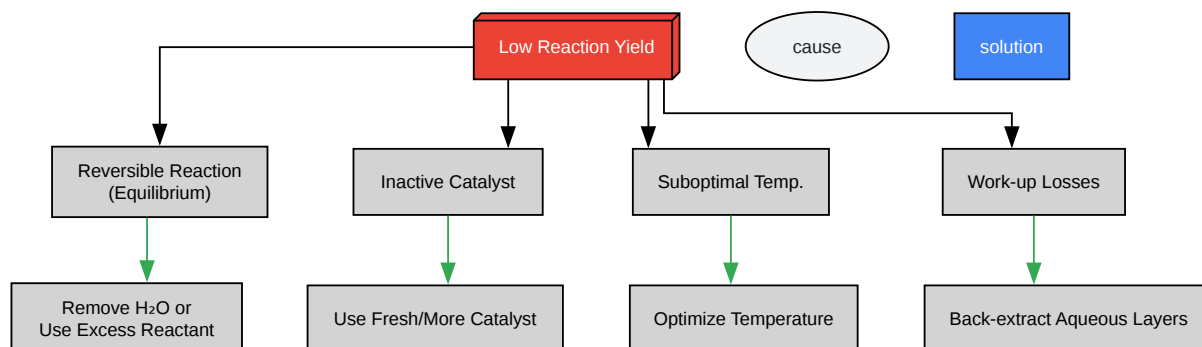 Low Reaction Yield
cause
solution
Reversible Reaction
(Equilibrium)
Inactive Catalyst
Suboptimal Temp.
Work-up Losses
Remove H₂O or
Use Excess Reactant
Use Fresh/More Catalyst
Optimize Temperature
Back-extract Aqueous Layers